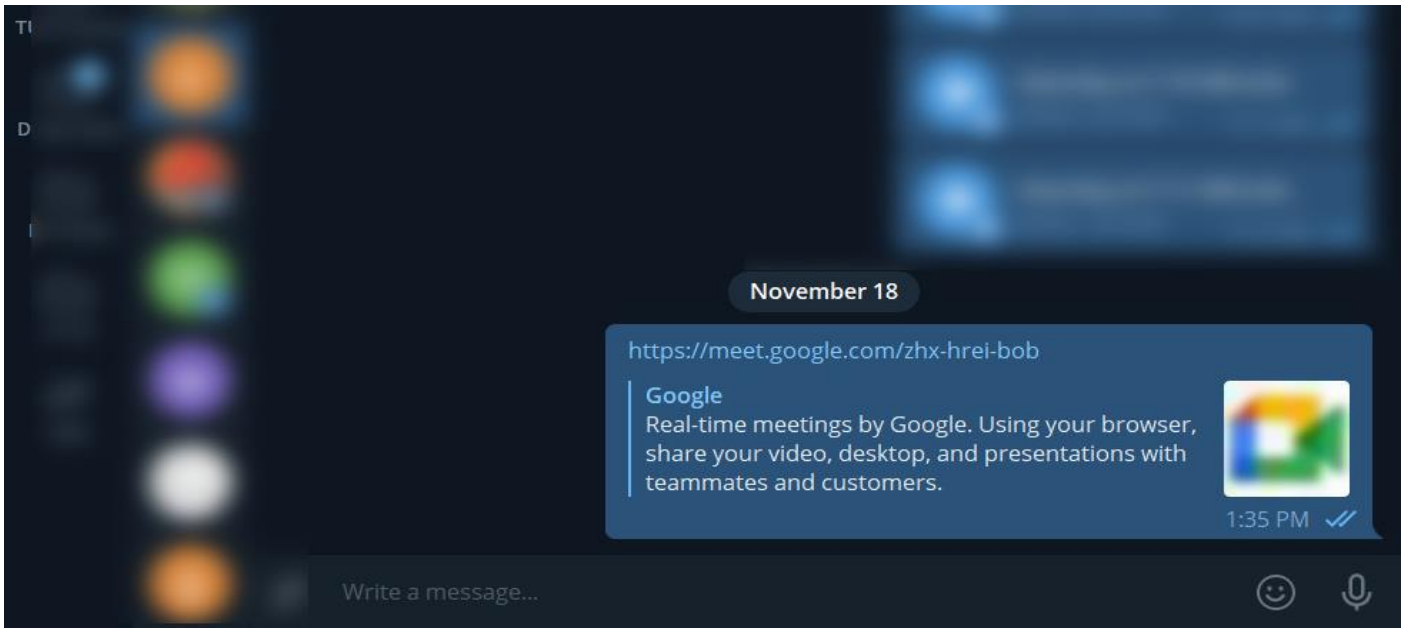 TU
D
November 18
https://meet.google.com/zhx-hrei-bob
Google
Real-time meetings by Google. Using your browser,
share your video, desktop, and presentations with
teammates and customers.
1:35 PM
Write a message...